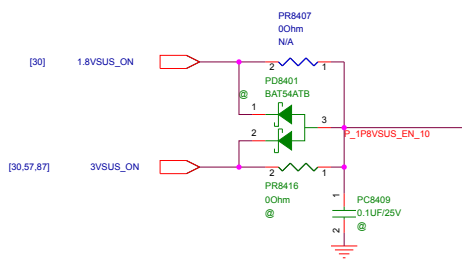 PR8407
0Ohm
N/A
[30] 1.8VSUS_ON
2 1
PD8401
@ BAT54ATB
1
3
P_1P8VSUS_EN_10
2
[30,57,87] 3VSUS_ON
2 1
PR8416
0Ohm
@
1
PC8409
0.1UF/25V
2 @